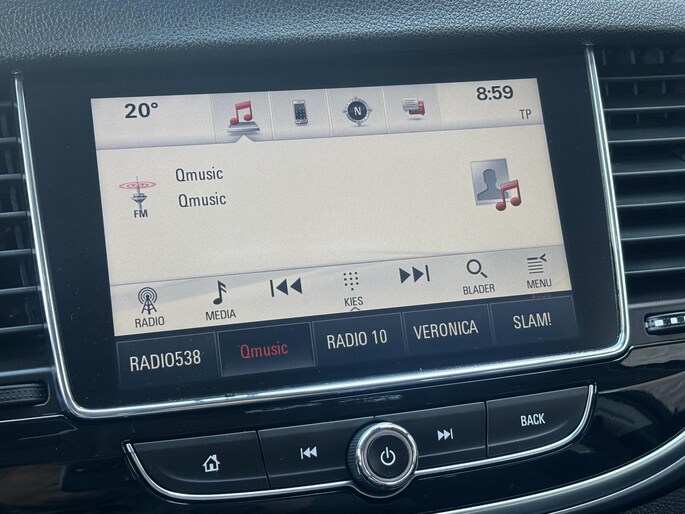 20°
8:59
TP
N
Qmusic
Qmusic
FM
RADIO
MEDIA
KIES
BLADER
MENU
RADIO538
Qmusic
RADIO 10
VERONICA
SLAM!
BACK